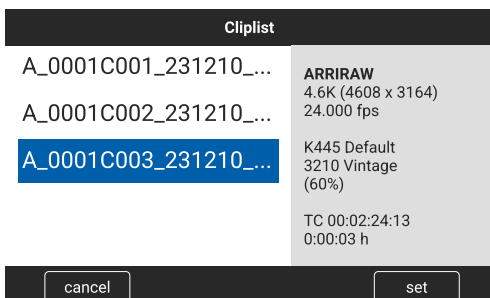 Cliplist
A_0001C001_231210_...
A_0001C002_231210_...
A_0001C003_231210_...
ARRIRAW
4.6K (4608 x 3164)
24.000 fps
K445 Default
3210 Vintage
(60%)
TC 00:02:24:13
0:00:03 h
cancel
set